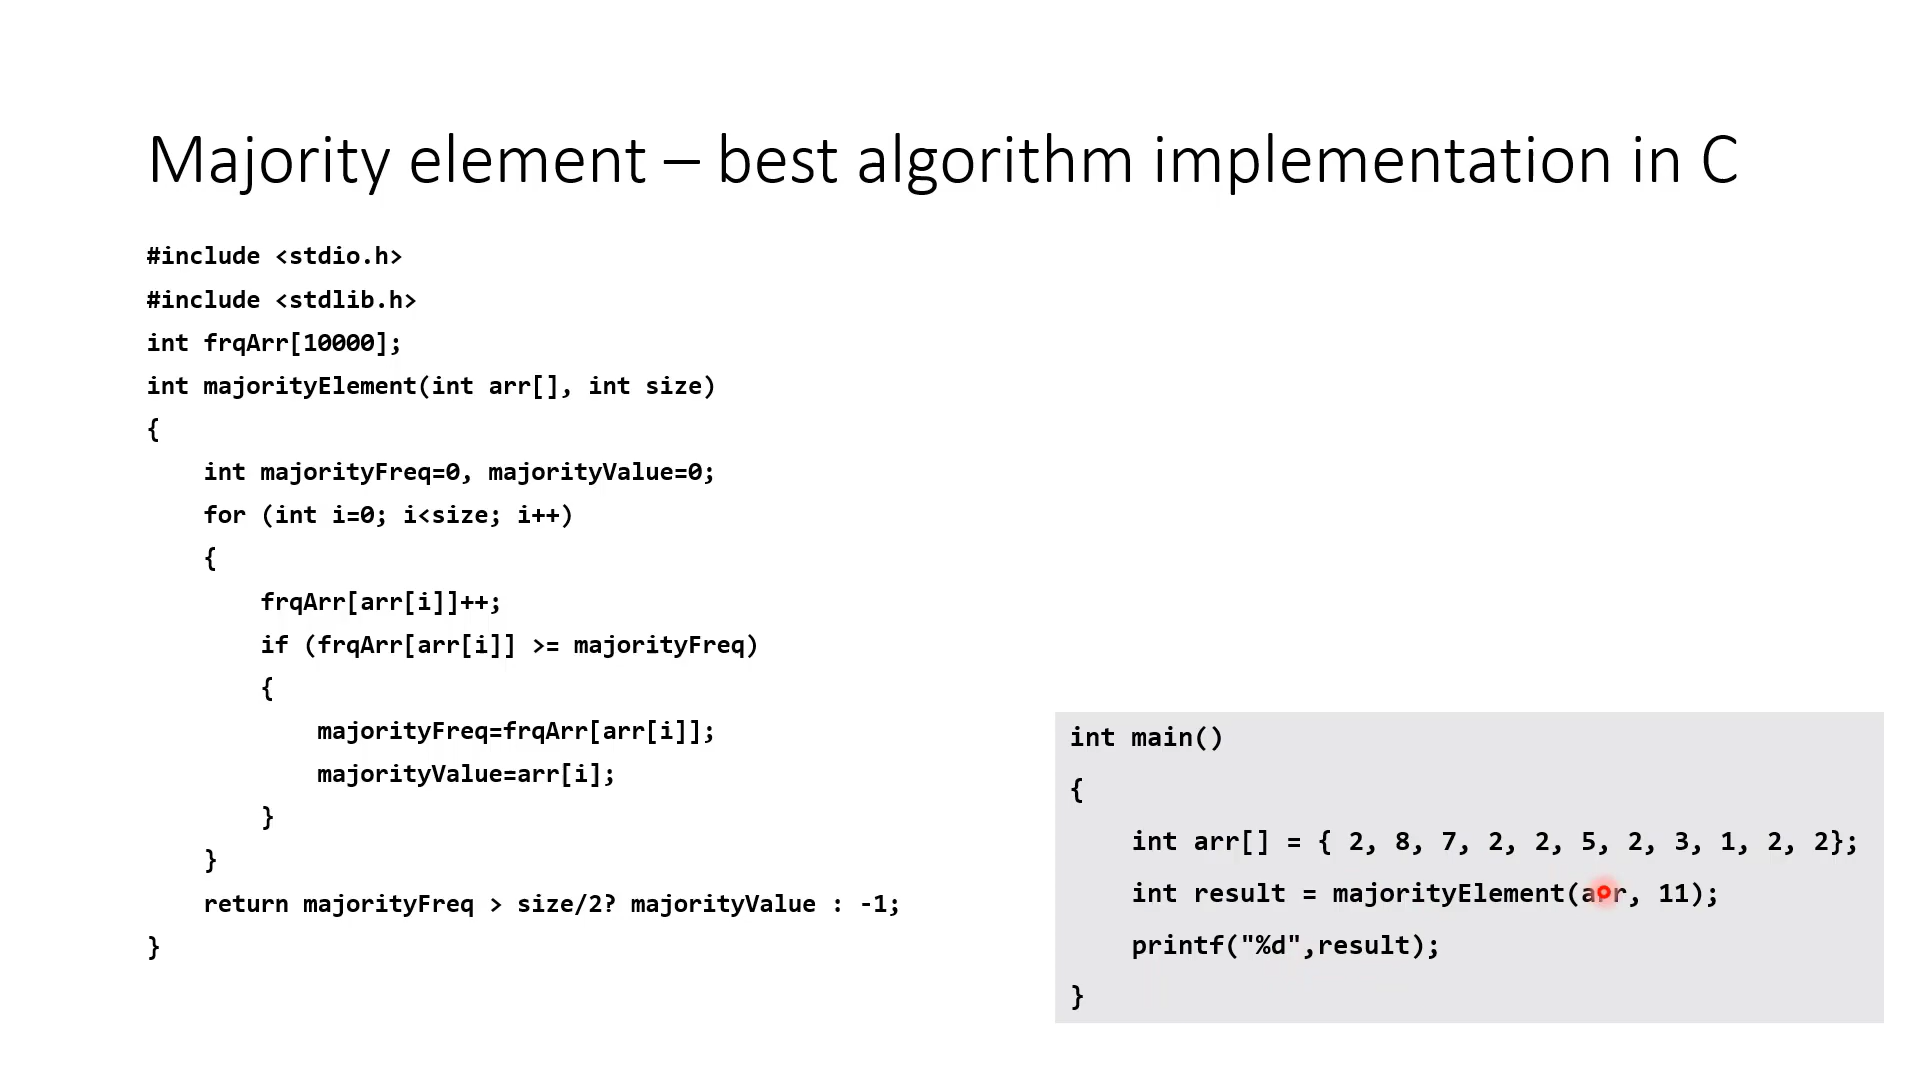 Majority element – best algorithm implementation in C
#include <stdio.h>
#include <stdlib.h>
int frqArr[10000];
int majorityElement(int arr[], int size)
{
    int majorityFreq=0, majorityValue=0;
    for (int i=0; i<size; i++)
    {
        frqArr[arr[i]]++;
        if (frqArr[arr[i]] >= majorityFreq)
        {
            majorityFreq=frqArr[arr[i]];
            majorityValue=arr[i];
        }
    }
    return majorityFreq > size/2? majorityValue : -1;
}
int main()
{
    int arr[] = { 2, 8, 7, 2, 2, 5, 2, 3, 1, 2, 2};
    int result = majorityElement(arr, 11);
    printf("%d",result);
}